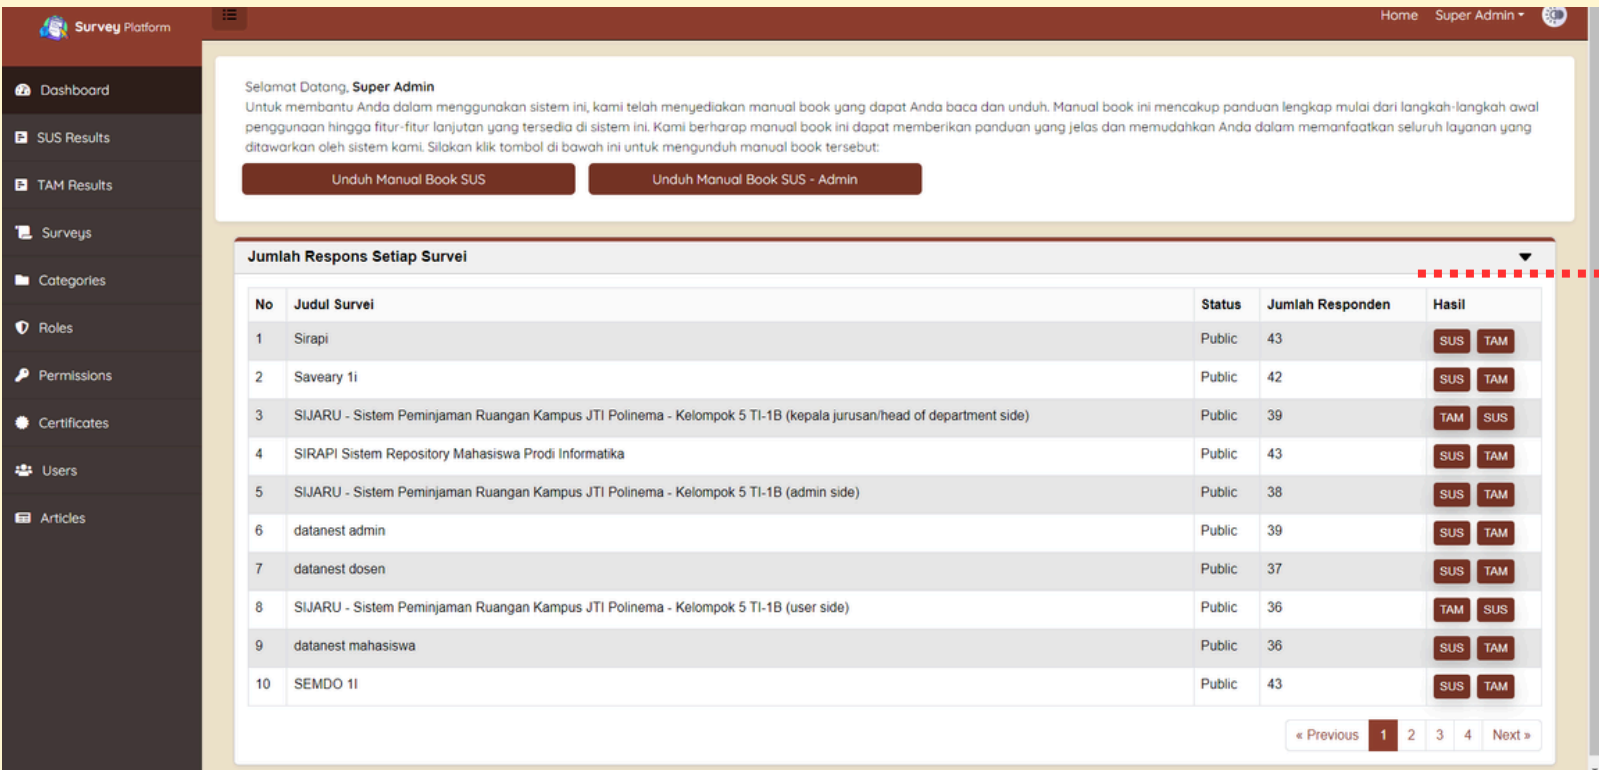 Survey Platform
Home Super Admin
Dashboard
SUS Results
TAM Results
Surveys
Categories
Roles
Permissions
Certificates
Users
Articles
Selamat Datang, Super Admin
Untuk membantu Anda dalam menggunakan sistem ini, kami telah menyediakan manual book yang dapat Anda baca dan unduh. Manual book ini mencakup panduan lengkap mulai dari langkah-langkah awal
penggunaan hingga fitur-fitur lanjutan yang tersedia di sistem ini. Kami berharap manual book ini dapat memberikan panduan yang jelas dan memudahkan Anda dalam memanfaatkan seluruh layanan yang
ditawarkan oleh sistem kami. Silakan klik tombol di bawah ini untuk mengunduh manual book tersebut:
Unduh Manual Book SUS Unduh Manual Book SUS - Admin
Jumlah Respons Setiap Survei
No Judul Survei Status Jumlah Responden Hasil
1 Sirapi Public 43 SUS TAM
2 Saveary 1i Public 42 SUS TAM
3 SIJARU - Sistem Peminjaman Ruangan Kampus JTI Polinema - Kelompok 5 TI-1B (kepala jurusan/head of department side) Public 39 TAM SUS
4 SIRAPI Sistem Repository Mahasiswa Prodi Informatika Public 43 SUS TAM
5 SIJARU - Sistem Peminjaman Ruangan Kampus JTI Polinema - Kelompok 5 TI-1B (admin side) Public 38 SUS TAM
6 datanest admin Public 39 SUS TAM
7 datanest dosen Public 37 SUS TAM
8 SIJARU - Sistem Peminjaman Ruangan Kampus JTI Polinema - Kelompok 5 TI-1B (user side) Public 36 TAM SUS
9 datanest mahasiswa Public 36 SUS TAM
10 SEMDO 1I Public 43 SUS TAM
« Previous 1 2 3 4 Next »